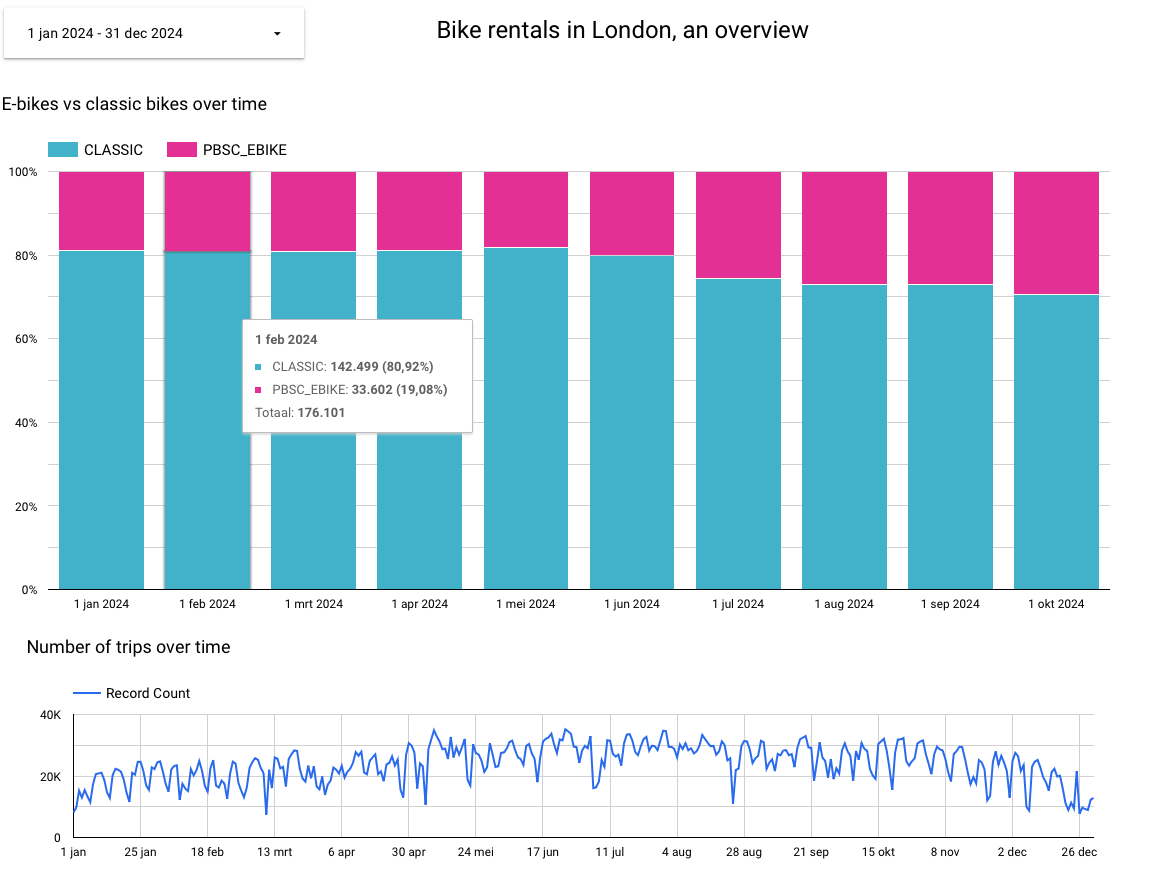 1 jan 2024 - 31 dec 2024
Bike rentals in London, an overview
E-bikes vs classic bikes over time
CLASSIC PBSC_EBIKE
100%
80%
60%
40%
20%
0%
1 feb 2024
CLASSIC: 142.499 (80,92%)
PBSC_EBIKE: 33.602 (19,08%)
Totaal: 176.101
1 jan 2024 1 feb 2024 1 mrt 2024 1 apr 2024 1 mei 2024 1 jun 2024 1 jul 2024 1 aug 2024 1 sep 2024 1 okt 2024
Number of trips over time
Record Count
40K
20K
0
1 jan 25 jan 18 feb 13 mrt 6 apr 30 apr 24 mei 17 jun 11 jul 4 aug 28 aug 21 sep 15 okt 8 nov 2 dec 26 dec